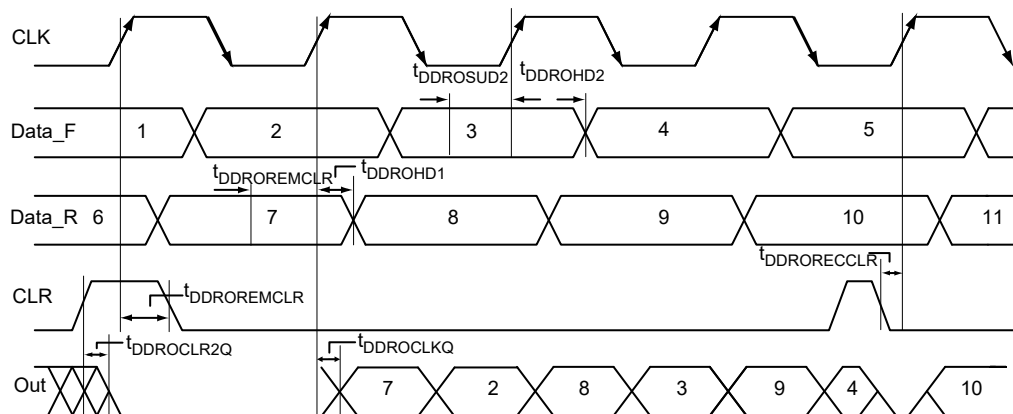 CLK
tDDROSUD2 tDDROHD2
Data_F 1 2 3 4 5
tDDROREMCLR tDDROHD1
Data_R 6 7 8 9 10 11
tDDRORECCLR
CLR tDDROREMCLR
tDDROCLR2Q tDDROCLKQ
Out 7 2 8 3 9 4 10